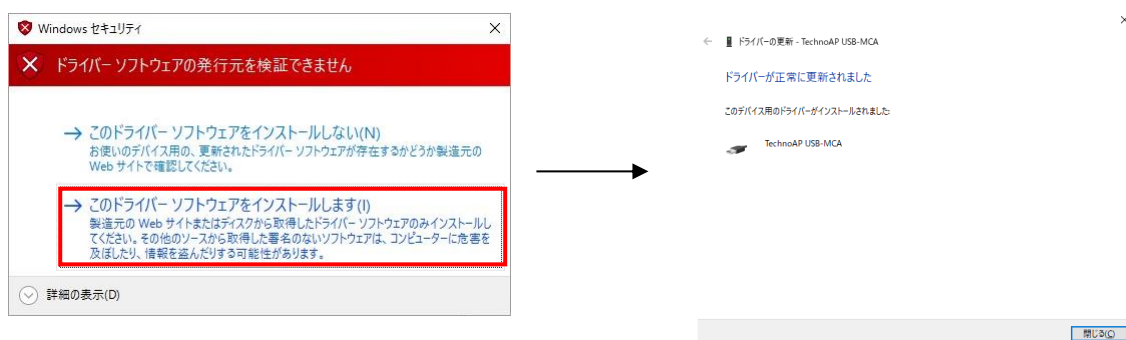 Windows セキュリティ
ドライバー ソフトウェアの発行元を検証できません
このドライバー ソフトウェアをインストールしない(N)
お使いのデバイス用の、更新されたドライバー ソフトウェアが存在するかどうか製造元の
Web サイトで確認してください。
このドライバー ソフトウェアをインストールします(I)
製造元の Web サイトまたはディスクから取得したドライバー ソフトウェアのみインストールし
てください。その他のソースから取得した署名のないソフトウェアは、コンピューターに危害を
及ぼしたり、情報を盗んだりする可能性があります。
詳細の表示(D)
ドライバーの更新 - TechnoAP USB-MCA
ドライバーが正常に更新されました
このデバイス用のドライバーがインストールされました:
TechnoAP USB-MCA
閉じる(C)